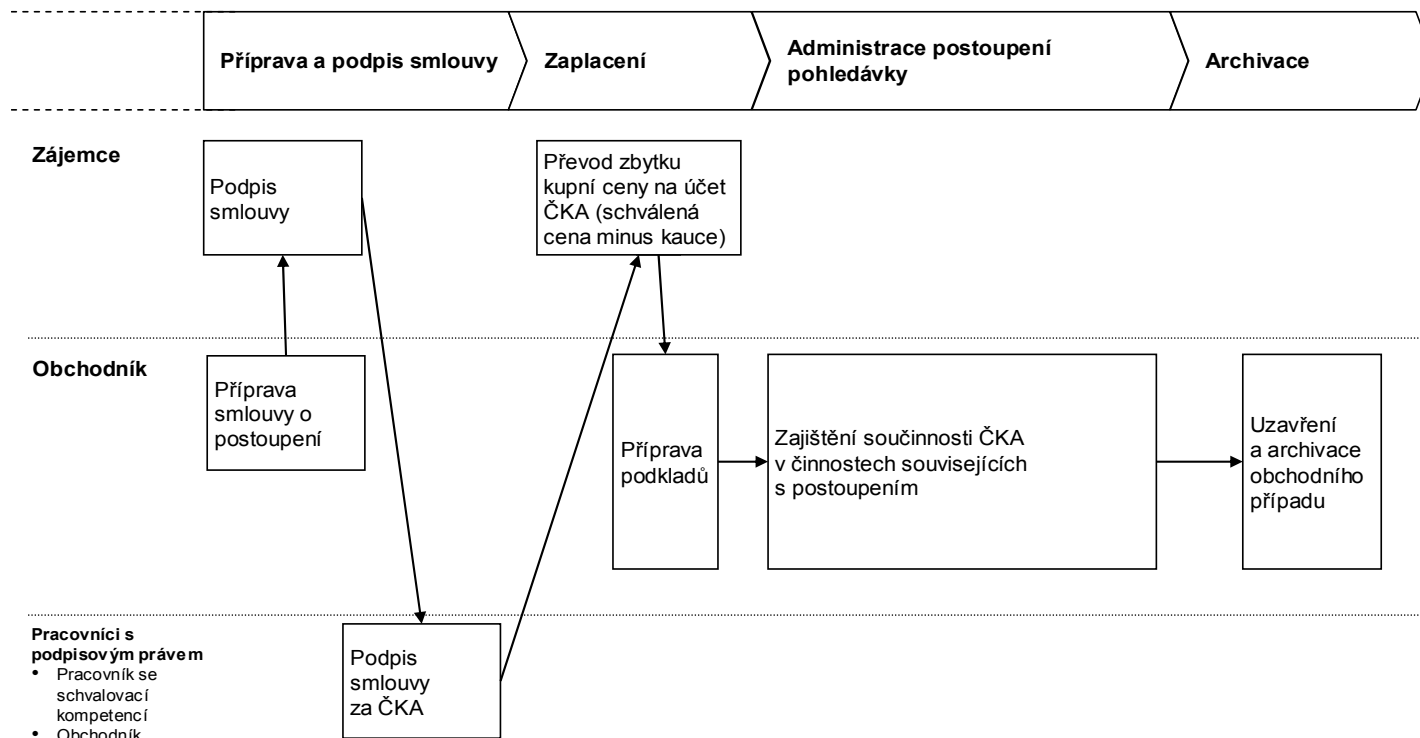 Příprava a podpis smlouvy
Zaplacení
Administrace postoupení
pohledávky
Archivace
Zájemce
Podpis
smlouvy
Převod zbytku
kupní ceny na účet
ČKA (schválená
cena minus kauce)
Obchodník
Příprava
smlouvy o
postoupení
Příprava
podkladů
Zajištění součinnosti ČKA
v činnostech souvisejících
s postoupením
Uzavření
a archivace
obchodního
případu
Pracovníci s
podpisovým právem
• Pracovník se
schvalovací
kompetencí
• Obchodník
Podpis
smlouvy
za ČKA